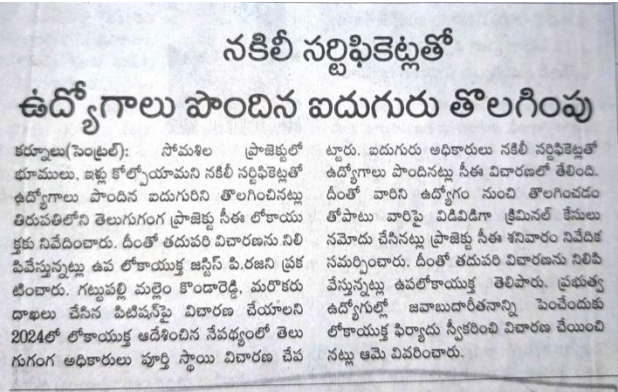 నకిలీ సర్టిఫికెట్లతో
ఉద్యోగాలు పొందిన ఐదుగురు తొలగింపు
కర్నూలు(సెంట్రల్): సోమశిల ప్రాజెక్టులో
భూములు, ఇళ్లు కోల్పోయామని నకిలీ సర్టిఫికెట్లతో
ఉద్యోగాలు పొందిన ఐదుగురిని తొలగించినట్లు
తిరుపతిలోని తెలుగుగంగ ప్రాజెక్టు సీఈ లోకాయు
క్తకు నివేదించారు. దీంతో తదుపరి విచారణను నిలి
పివేస్తున్నట్లు ఉప లోకాయుక్త జస్టిస్ పి.రజని ప్రక
టించారు. గట్టుపల్లి మల్లెం కొండారెడ్డి, మరొకరు
దాఖలు చేసిన పిటిషన్‌పై విచారణ చేయాలని
2024లో లోకాయుక్త ఆదేశించిన నేపథ్యంలో తెలు
గుగంగ అధికారులు పూర్తి స్థాయి విచారణ చేప
ట్టారు. ఐదుగురు అధికారులు నకిలీ సర్టిఫికెట్లతో
ఉద్యోగాలు పొందినట్లు సీఈ విచారణలో తేలింది.
దీంతో వారిని ఉద్యోగం నుంచి తొలగించడం
తోపాటు వారిపై విడివిడిగా క్రిమినల్ కేసులు
నమోదు చేసినట్లు ప్రాజెక్టు సీఈ శనివారం నివేదిక
సమర్పించారు. దీంతో తదుపరి విచారణను నిలిపి
వేస్తున్నట్లు ఉపలోకాయుక్త తెలిపారు. ప్రభుత్వ
ఉద్యోగుల్లో జవాబుదారీతనాన్ని పెంచేందుకు
లోకాయుక్త ఫిర్యాదు స్వీకరించి విచారణ చేయించి
నట్లు ఆమె వివరించారు.